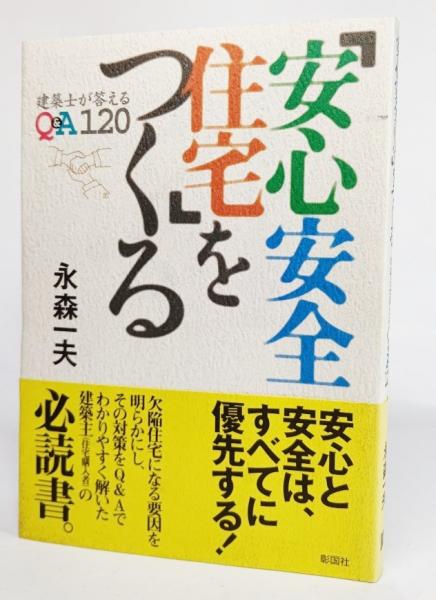 『安心安全
住宅』を
つくる
建築士が答える
Q&A 120
永森一夫
安心と
安全は、
すべてに
優先する!
欠陥住宅になる要因を
明らかにし、
その対策をQ&Aで
わかりやすく解いた
建築主(住宅購入者)の
必読書。
彰国社